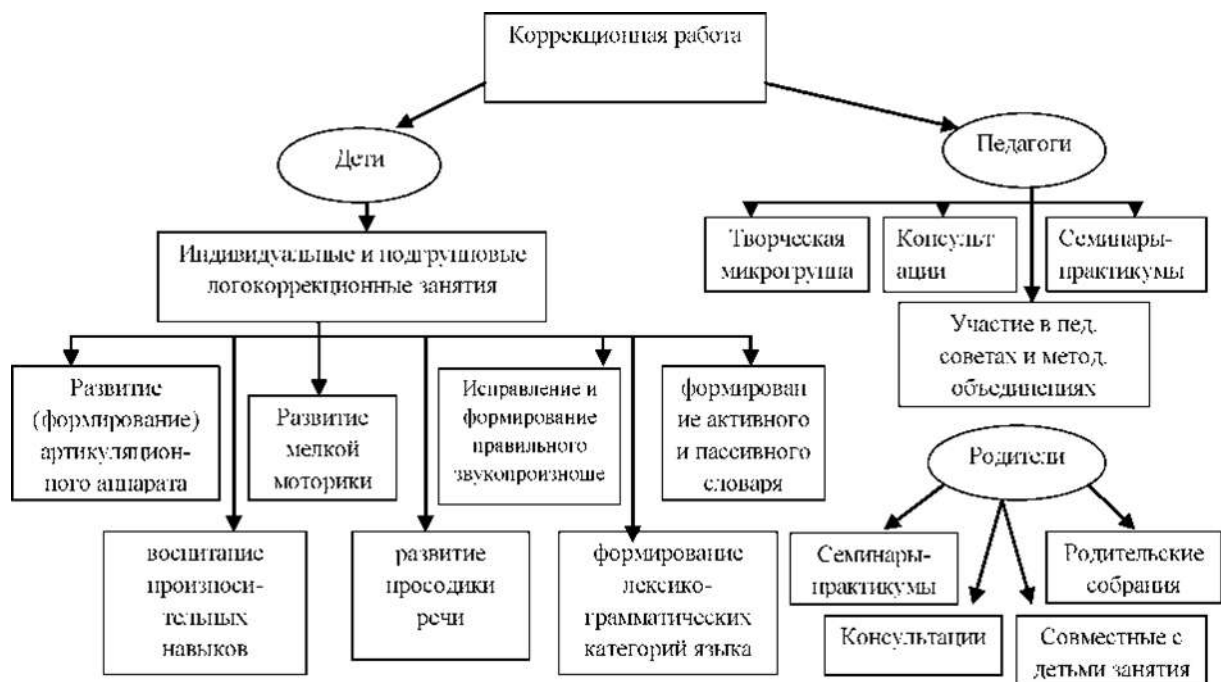 Коррекционная работа
Дети
Педагоги
Индивидуальные и подгрупповые
логокоррекционные занятия
Творческая
микрогруппа
Консульт
ации
Семинары-
практикумы
Участие в пед.
советах и метод.
объединениях
Развитие
(формирование)
артикуляцион-
ного аппарата
Развитие
мелкой
моторики
Исправление и
формирование
правильного
звукопроизноше
формирован
ие активного
и пассивного
словаря
воспитание
произноси-
тельных
навыков
развитие
просодики
речи
формирование
лексико-
грамматических
категорий языка
Родители
Семинары-
практикумы
Родительские
собрания
Консультации
Совместные с
детьми занятия